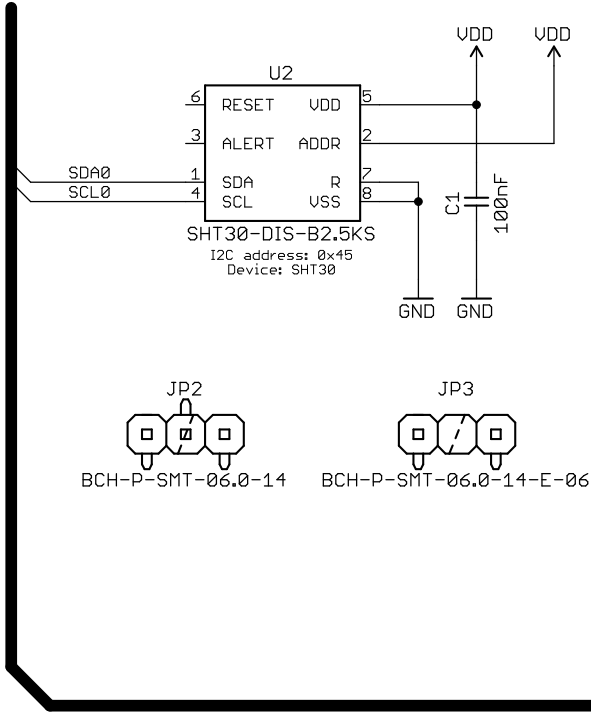 VDD VDD
U2
6 RESET VDD 5
3 ALERT ADDR 2
SDA0 1 SDA R 7
SCL0 4 SCL VSS 8
C1 100nF
SHT30-DIS-B2.5KS
I2C address: 0x45
Device: SHT30
GND GND
JP2 JP3
BCH-P-SMT-06.0-14 BCH-P-SMT-06.0-14-E-06